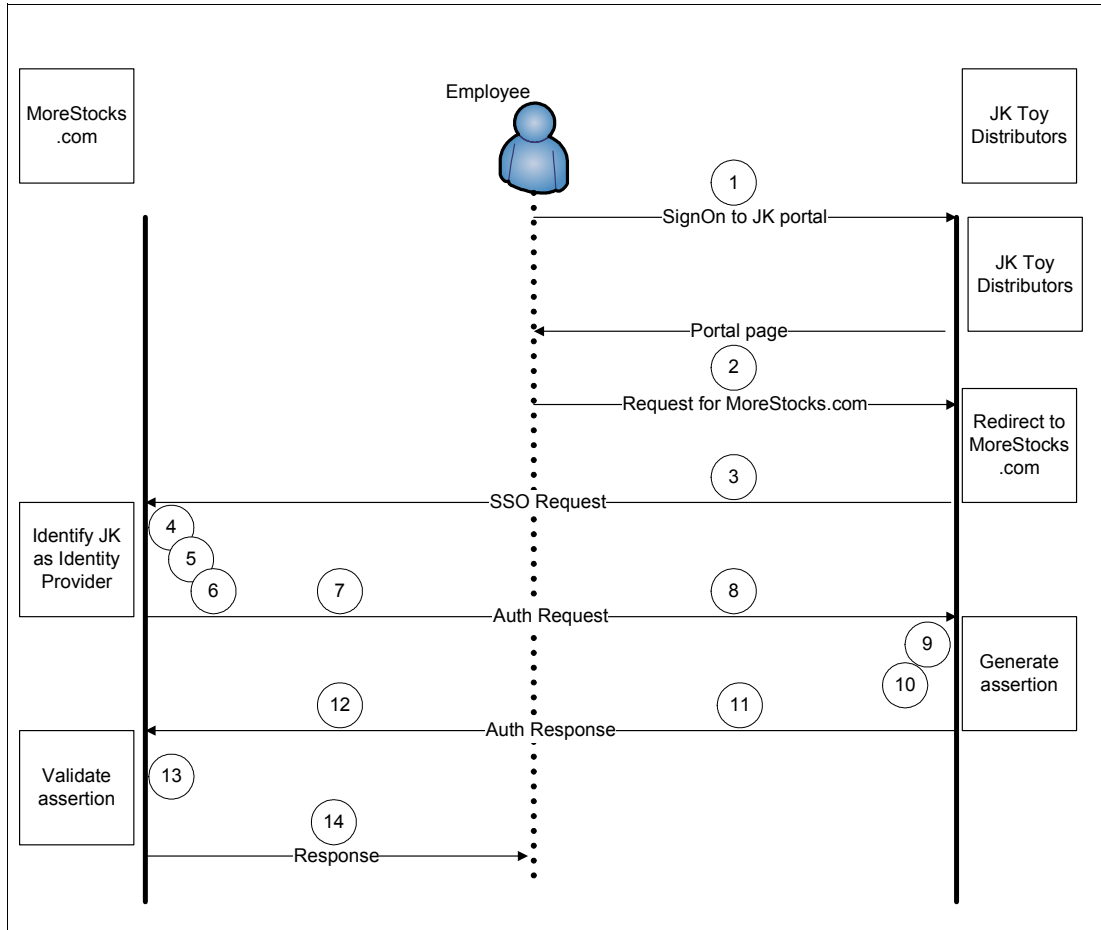 Employee
MoreStocks
.com
JK Toy
Distributors
1
SignOn to JK portal
JK Toy
Distributors
Portal page
2
Request for MoreStocks.com
Redirect to
MoreStocks
.com
3
SSO Request
Identify JK
as Identity
Provider
4
5
6
7
8
Auth Request
9
10
Generate
assertion
12
11
Auth Response
Validate
assertion
13
14
Response